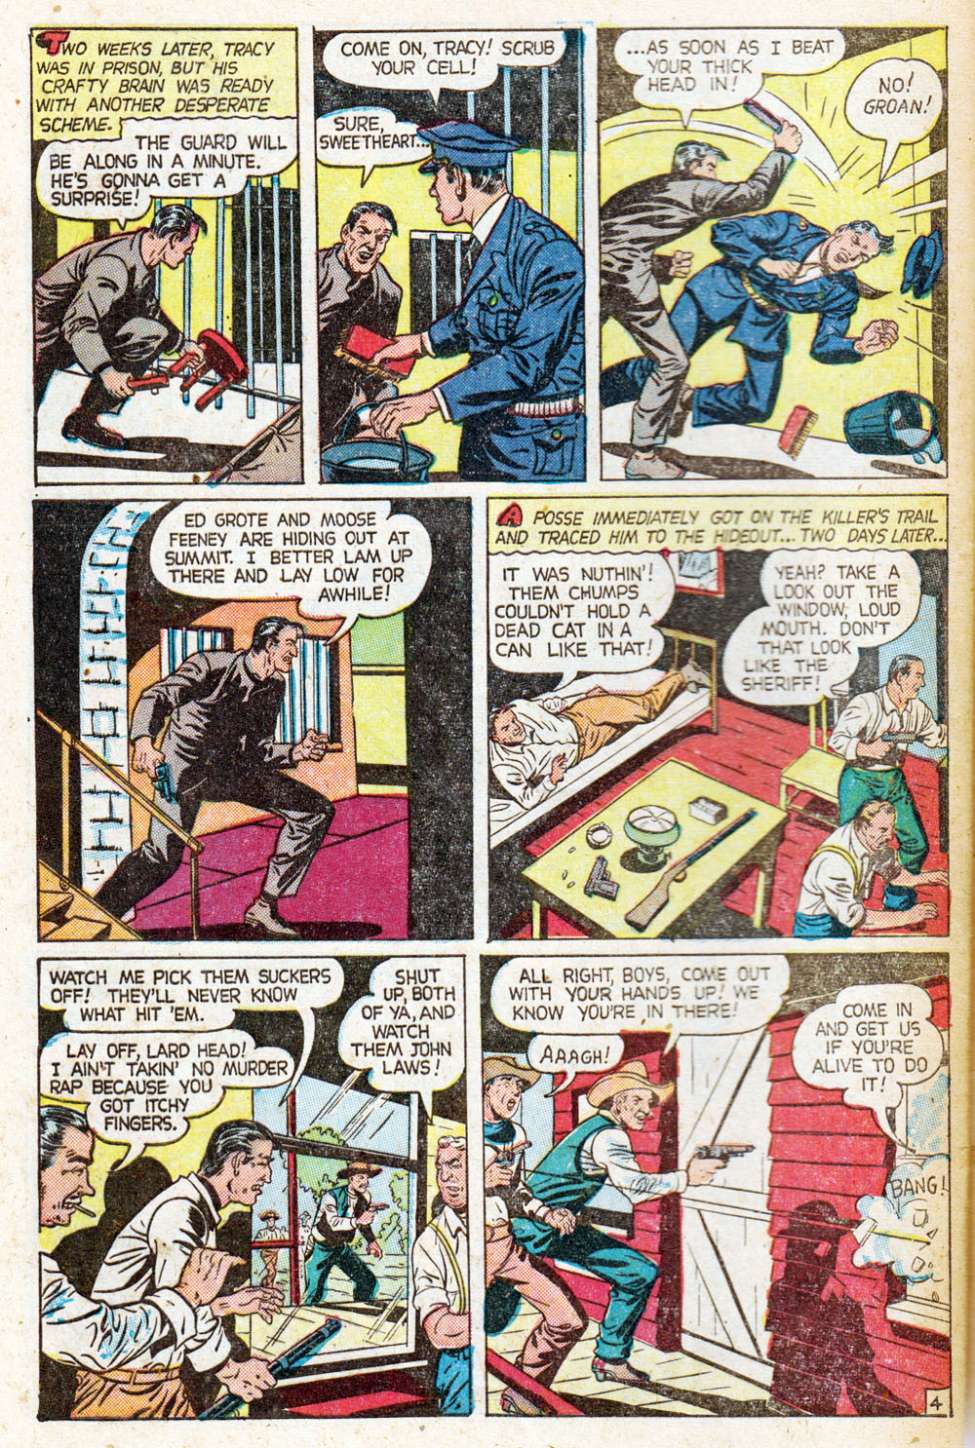 TWO WEEKS LATER, TRACY
WAS IN PRISON, BUT HIS
CRAFTY BRAIN WAS READY
WITH ANOTHER DESPERATE
SCHEME.
THE GUARD WILL
BE ALONG IN A MINUTE.
HE'S GONNA GET A
SURPRISE!
COME ON, TRACY! SCRUB
YOUR CELL!
SURE,
SWEETHEART...
...AS SOON AS I BEAT
YOUR THICK
HEAD IN!
NO!
GROAN!
ED GROTE AND MOOSE
FEENEY ARE HIDING OUT AT
SUMMIT. I BETTER LAM UP
THERE AND LAY LOW FOR
AWHILE!
A POSSE IMMEDIATELY GOT ON THE KILLER'S TRAIL
AND TRACED HIM TO THE HIDEOUT... TWO DAYS LATER...
IT WAS NUTHIN'!
THEM CHUMPS
COULDN'T HOLD A
DEAD CAT IN A
CAN LIKE THAT!
YEAH? TAKE A
LOOK OUT THE
WINDOW, LOUD
MOUTH. DON'T
THAT LOOK
LIKE THE
SHERIFF!
WATCH ME PICK THEM SUCKERS
OFF! THEY'LL NEVER KNOW
WHAT HIT 'EM.
LAY OFF, LARD HEAD!
I AIN'T TAKIN' NO MURDER
RAP BECAUSE YOU
GOT ITCHY
FINGERS.
SHUT
UP, BOTH
OF YA, AND
WATCH
THEM JOHN
LAWS!
ALL RIGHT, BOYS, COME OUT
WITH YOUR HANDS UP! WE
KNOW YOU'RE IN THERE!
AAAGH!
COME IN
AND GET US
IF YOU'RE
ALIVE TO DO
IT!
BANG!
4